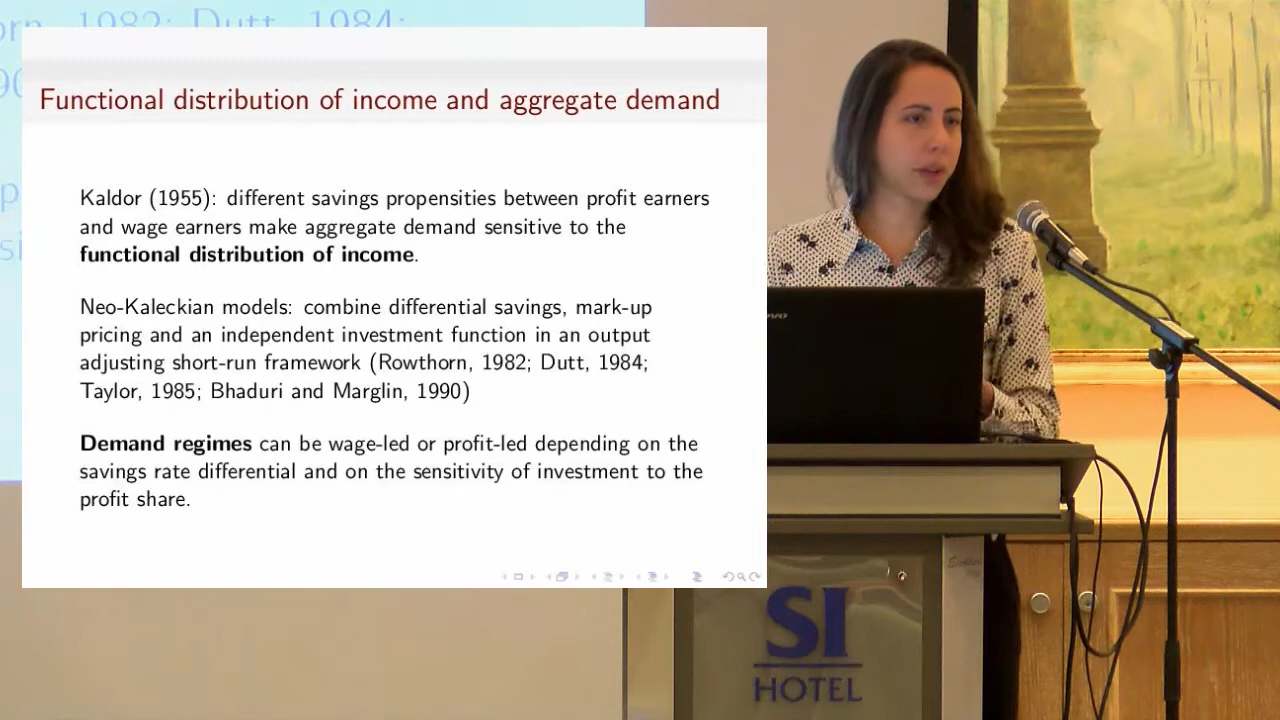 orn, 1982; Dutt, 1984;
Functional distribution of income and aggregate demand
Kaldor (1955): different savings propensities between profit earners
and wage earners make aggregate demand sensitive to the
functional distribution of income.
Neo-Kaleckian models: combine differential savings, mark-up
pricing and an independent investment function in an output
adjusting short-run framework (Rowthorn, 1982; Dutt, 1984;
Taylor, 1985; Bhaduri and Marglin, 1990)
Demand regimes can be wage-led or profit-led depending on the
savings rate differential and on the sensitivity of investment to the
profit share.
SI
HOTEL